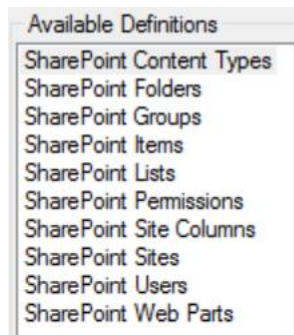 Available Definitions
SharePoint Content Types
SharePoint Folders
SharePoint Groups
SharePoint Items
SharePoint Lists
SharePoint Permissions
SharePoint Site Columns
SharePoint Sites
SharePoint Users
SharePoint Web Parts